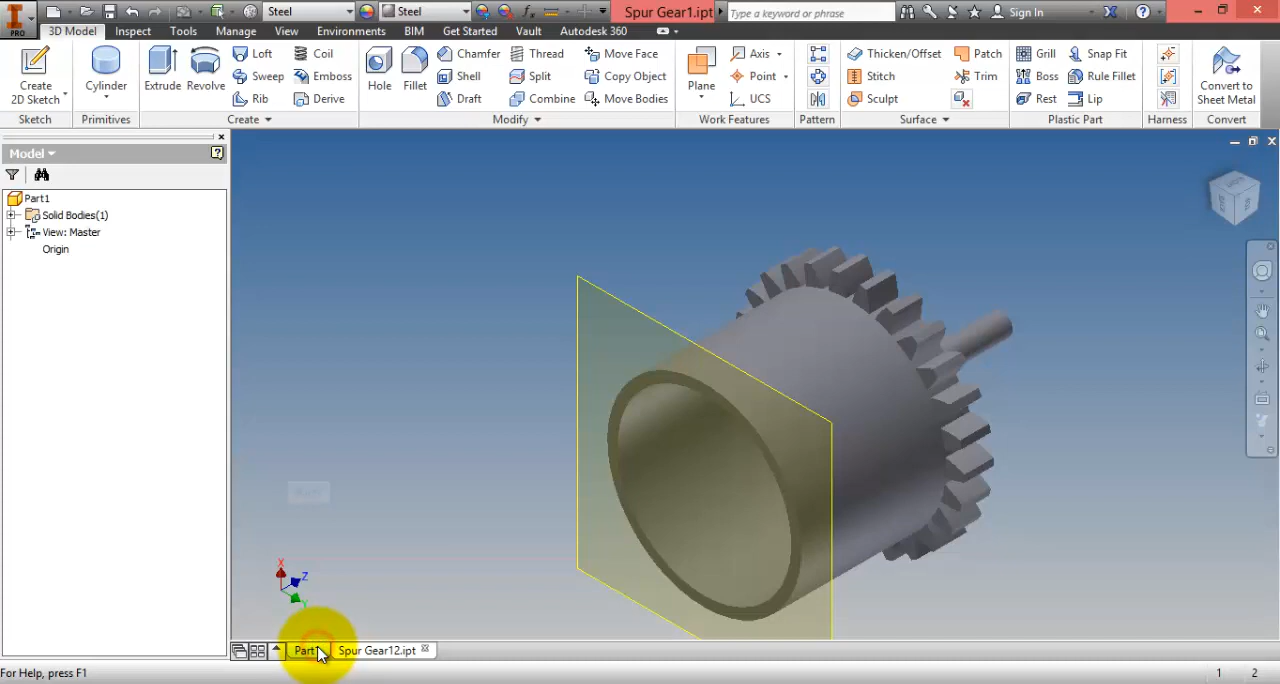 PRO
Steel
Steel
fx
Spur Gear1.ipt
Type a keyword or phrase
Sign In
3D Model Inspect Tools Manage View Environments BIM Get Started Vault Autodesk 360
Create
2D Sketch
Cylinder
Extrude
Revolve
Loft
Sweep
Rib
Coil
Emboss
Derive
Hole
Fillet
Chamfer
Shell
Draft
Thread
Split
Combine
Move Face
Copy Object
Move Bodies
Plane
Axis
Point
UCS
Thicken/Offset
Stitch
Sculpt
Patch
Trim
Grill
Boss
Rest
Snap Fit
Rule Fillet
Lip
Convert to
Sheet Metal
Sketch Primitives Create Modify Work Features Pattern Surface Plastic Part Harness Convert
Model
Part1
Solid Bodies(1)
View: Master
Origin
X
Z
Part1
Spur Gear12.ipt
For Help, press F1
1 2